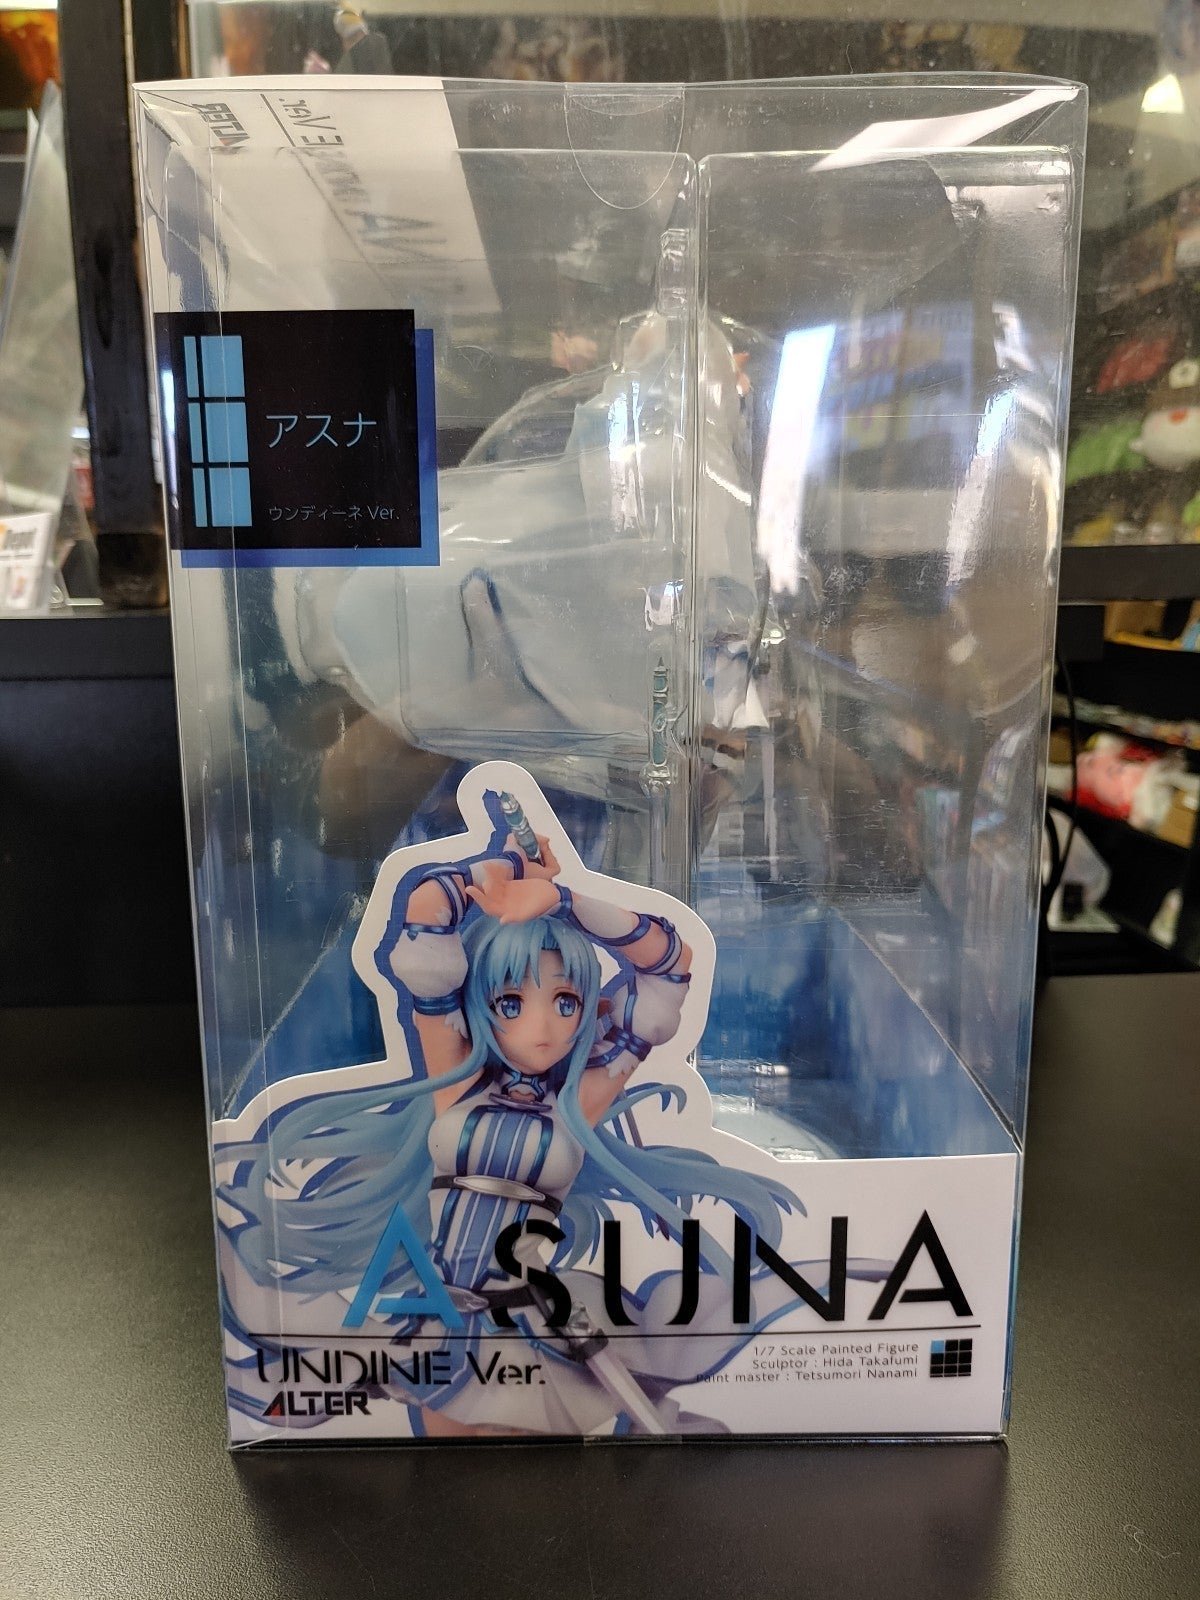 ALTER
アスナ
ウンディーネ Ver.
ASUNA
UNDINE Ver.
ALTER
1/7 Scale Painted Figure
Sculptor : Hida Takafumi
Paint master : Tetsumori Nanami